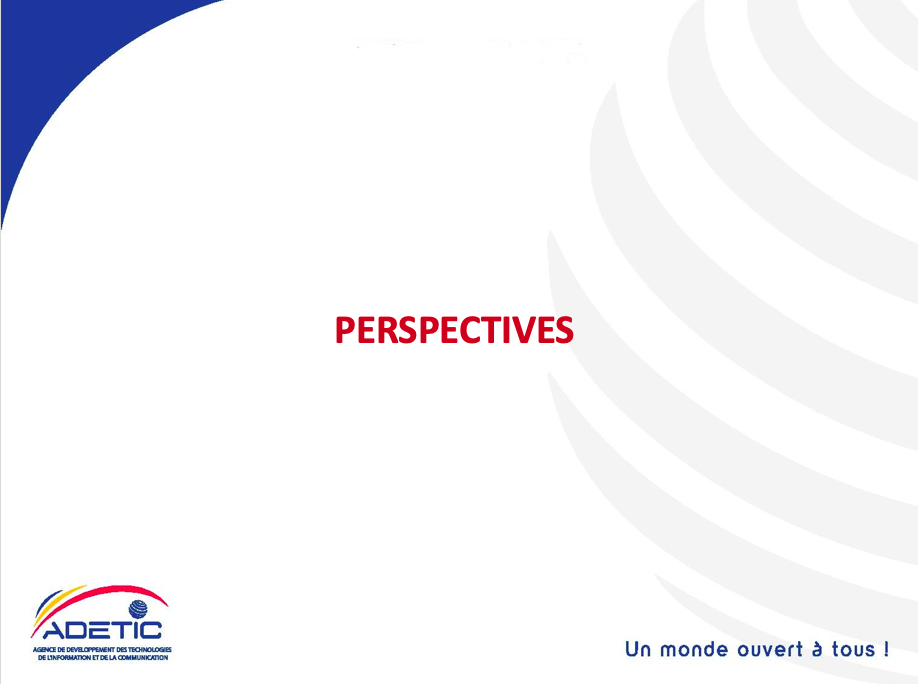 PERSPECTIVES
ADETIC
AGENCE DE DEVELOPPEMENT DES TECHNOLOGIES
DE L'INFORMATION ET DE LA COMMUNICATION
Un monde ouvert à tous !